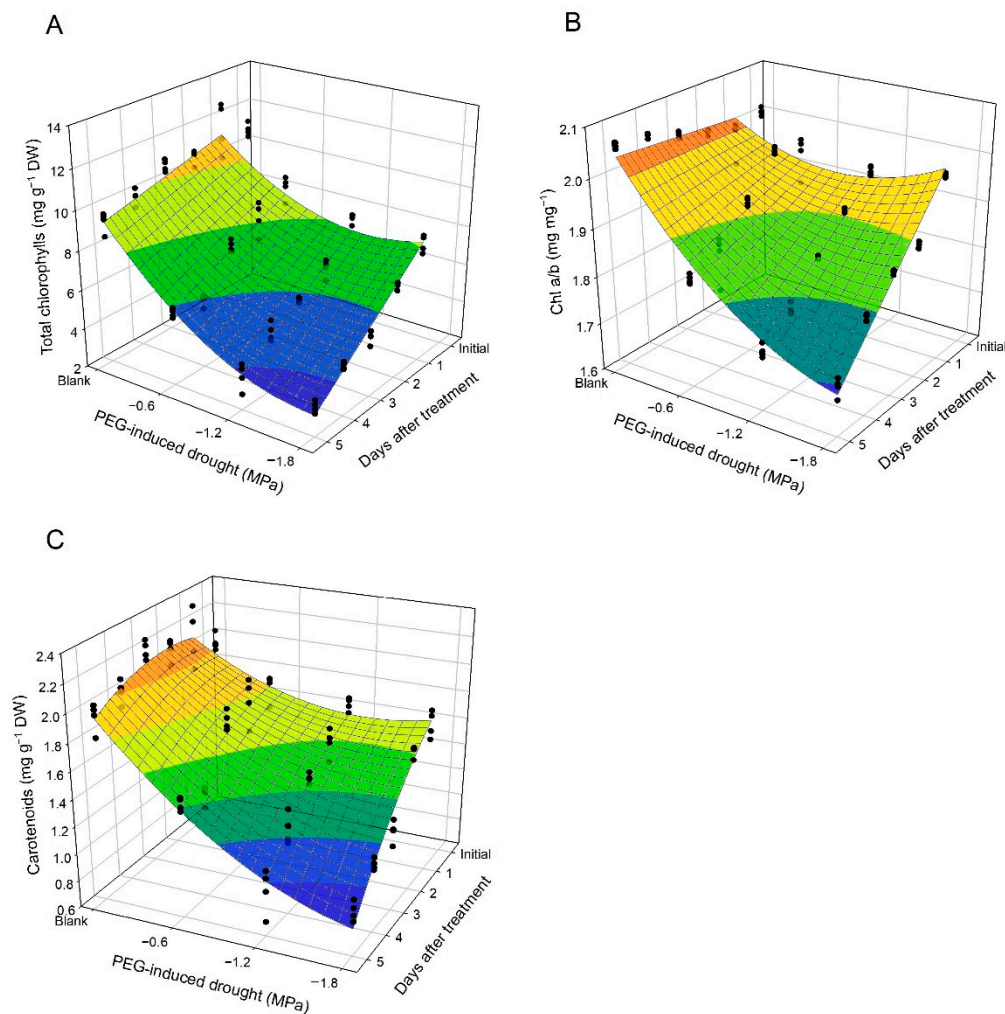 A
Total chlorophylls (mg g⁻¹ DW)
14
12
10
8
6
4
2
Blank
−0.6
−1.2
−1.8
PEG-induced drought (MPa)
Initial
1
2
3
4
5
Days after treatment
B
Chl a/b (mg mg⁻¹)
2.1
2.0
1.9
1.8
1.7
1.6
Blank
−0.6
−1.2
−1.8
PEG-induced drought (MPa)
Initial
1
2
3
4
5
Days after treatment
C
Carotenoids (mg g⁻¹ DW)
2.4
2.2
2.0
1.8
1.6
1.4
1.2
1.0
0.8
0.6
Blank
−0.6
−1.2
−1.8
PEG-induced drought (MPa)
Initial
1
2
3
4
5
Days after treatment